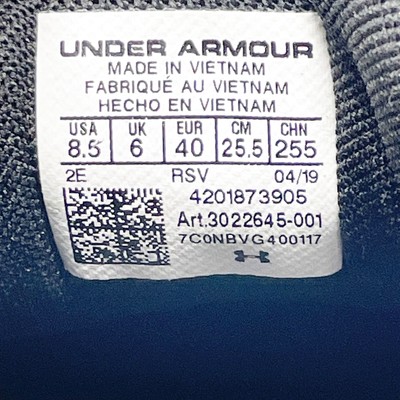 UNDER ARMOUR
MADE IN VIETNAM
FABRIQUÉ AU VIETNAM
HECHO EN VIETNAM
USA UK EUR CM CHN
8.5 6 40 25.5 255
2E RSV 04/19
4201873905
Art.3022645-001
7C0NBVG400117